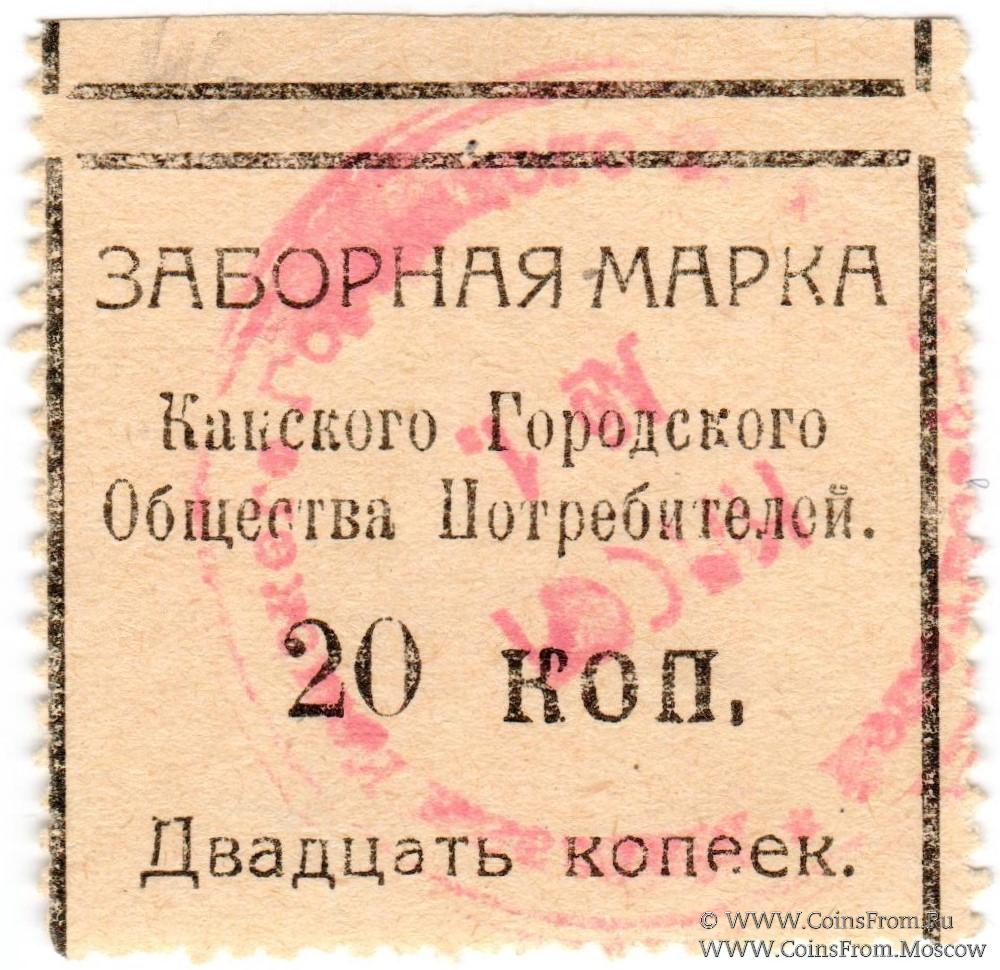 ЗАБОРНАЯ МАРКА
Канского Городского
Общества Потребителей.
20 коп.
Двадцать копеек.
© WWW.CoinsFrom.Ru
WWW.CoinsFrom.Moscow